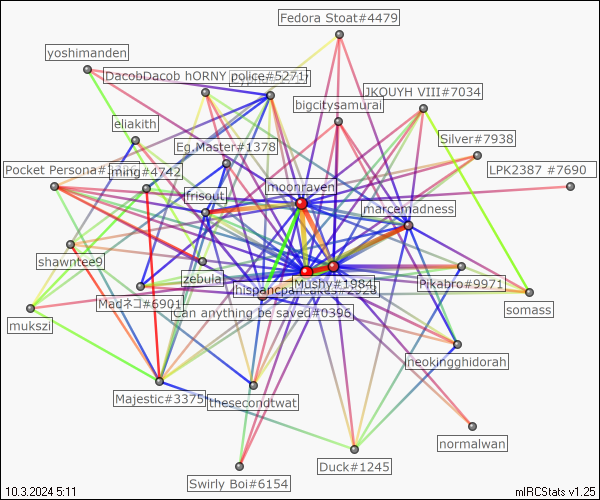 Fedora Stoat#4479
yoshimanden
DacobDacob hORNY police#5271
JKOUYH VIII#7034
bigcitysamurai
eliakith
Silver#7938
Eg.Master#1378
Pocket Persona
ming#4742
LPK2387 #7690
moonraven
frisout
marcemadness
shawntee9
zebula
Mushy#1984
Pikabro#9971
Madネコ#6901
somass
Can anything be saved#0396
mukszi
neokingghidorah
Majestic#3375
thesecondtwat
normalwan
Duck#1245
Swirly Boi#6154
10.3.2024 5:11
mIRCStats v1.25